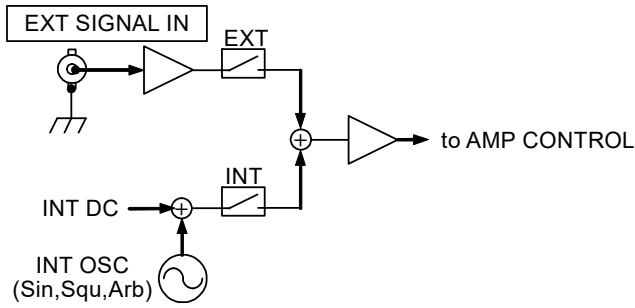 EXT SIGNAL IN
EXT
to AMP CONTROL
INT
INT DC
INT OSC
(Sin,Squ,Arb)